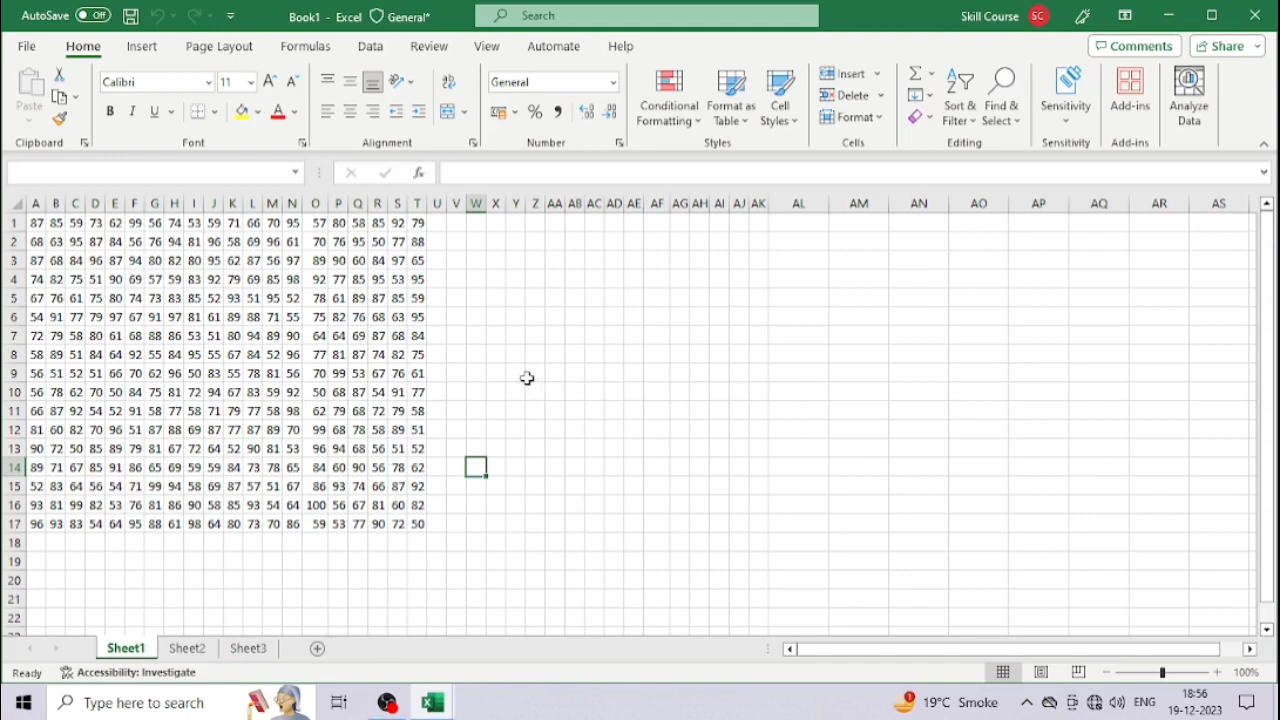 AutoSave Off Book1 - Excel General* Search Skill Course SC
File Home Insert Page Layout Formulas Data Review View Automate Help Comments Share
Paste Calibri 11 General Conditional Formatting Format as Table Cell Styles Insert Delete Format Sort & Filter Find & Select Sensitivity Add-ins Analyze Data
Clipboard Font Alignment Number Styles Cells Editing Sensitivity Add-ins
A B C D E F G H I J K L M N O P Q R S T U V W X Y Z AA AB AC AD AE AF AG AH AI AJ AK AL AM AN AO AP AQ AR AS
1 87 85 59 73 62 99 56 74 53 59 71 66 70 95 57 80 58 85 92 79
2 68 63 95 87 84 56 76 94 81 96 58 69 96 61 70 76 95 50 77 88
3 87 68 84 96 87 94 80 82 80 95 62 87 56 97 89 90 60 84 97 65
4 74 82 75 51 90 69 57 59 83 92 79 69 85 98 92 77 85 95 53 95
5 67 76 61 75 80 74 73 83 85 52 93 51 95 52 78 61 89 87 85 59
6 54 91 77 79 97 67 91 97 81 61 89 88 71 55 75 82 76 68 63 95
7 72 79 58 80 61 68 88 86 53 51 80 94 89 90 64 64 69 87 68 84
8 58 89 51 84 64 92 55 84 95 55 67 84 52 96 77 81 87 74 82 75
9 56 51 52 51 66 70 62 96 50 83 55 78 81 56 70 99 53 67 76 61
10 56 78 62 70 50 84 75 81 72 94 67 83 59 92 50 68 87 54 91 77
11 66 87 92 54 52 91 58 77 58 71 79 77 58 98 62 79 68 72 79 58
12 81 60 82 70 96 51 87 88 69 87 77 87 89 70 99 68 78 58 89 51
13 90 72 50 85 89 79 81 67 72 64 52 90 81 53 96 94 68 56 51 52
14 89 71 67 85 91 86 65 69 59 59 84 73 78 65 84 60 90 56 78 62
15 52 83 64 56 54 71 99 94 58 69 87 57 51 67 86 93 74 66 87 92
16 93 81 99 82 53 76 81 86 90 58 85 93 54 64 100 56 67 81 60 82
17 96 93 83 54 64 95 88 61 98 64 80 73 70 86 59 53 77 90 72 50
18
19
20
21
22
Sheet1 Sheet2 Sheet3
Ready Accessibility: Investigate 100%
Type here to search 19°C Smoke ENG 18:56
19-12-2023